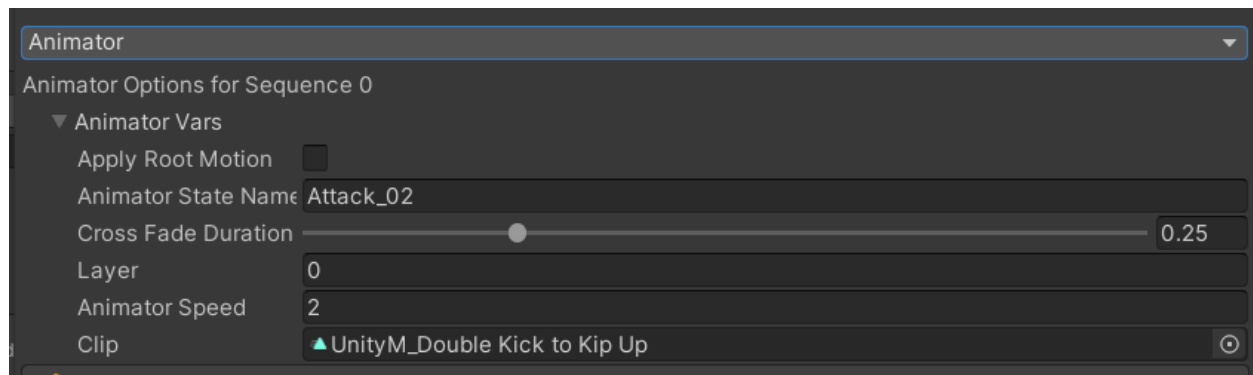 Animator
Animator Options for Sequence 0
Animator Vars
Apply Root Motion
Animator State Name Attack_02
Cross Fade Duration 0.25
Layer 0
Animator Speed 2
Clip UnityM_Double Kick to Kip Up